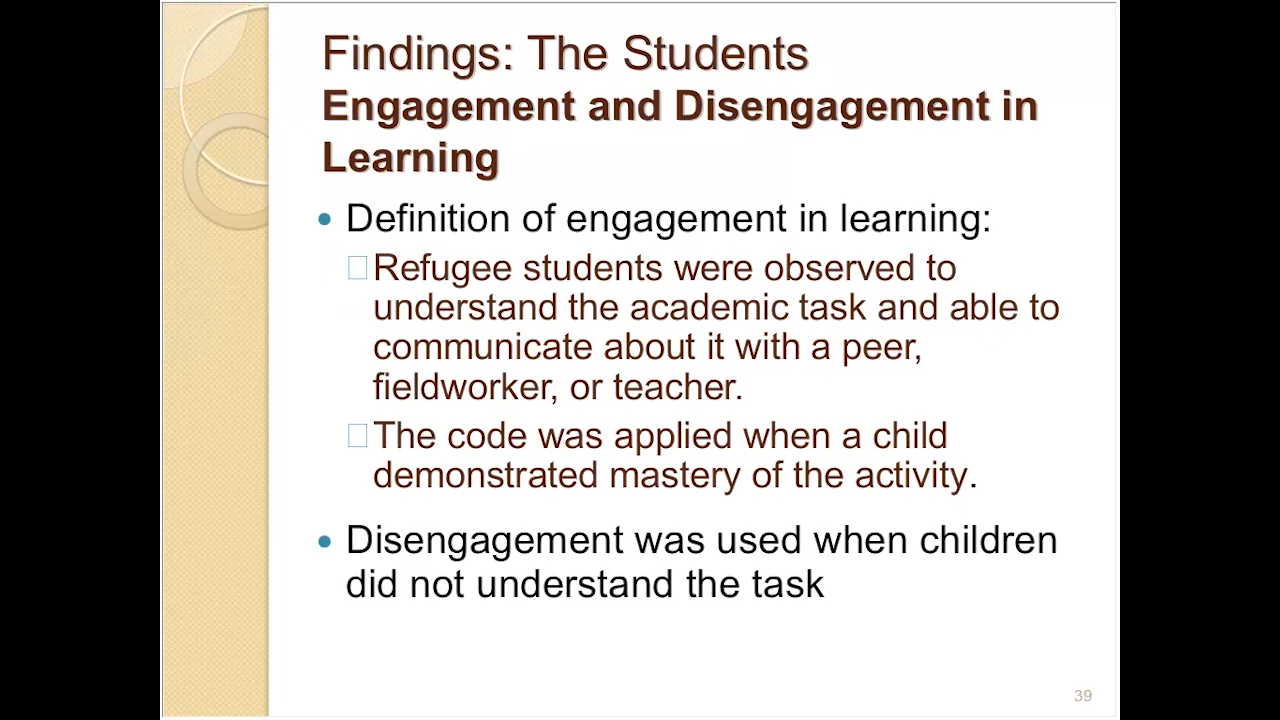 Findings: The Students
Engagement and Disengagement in
Learning
• Definition of engagement in learning:
Refugee students were observed to
understand the academic task and able to
communicate about it with a peer,
fieldworker, or teacher.
The code was applied when a child
demonstrated mastery of the activity.
• Disengagement was used when children
did not understand the task
39